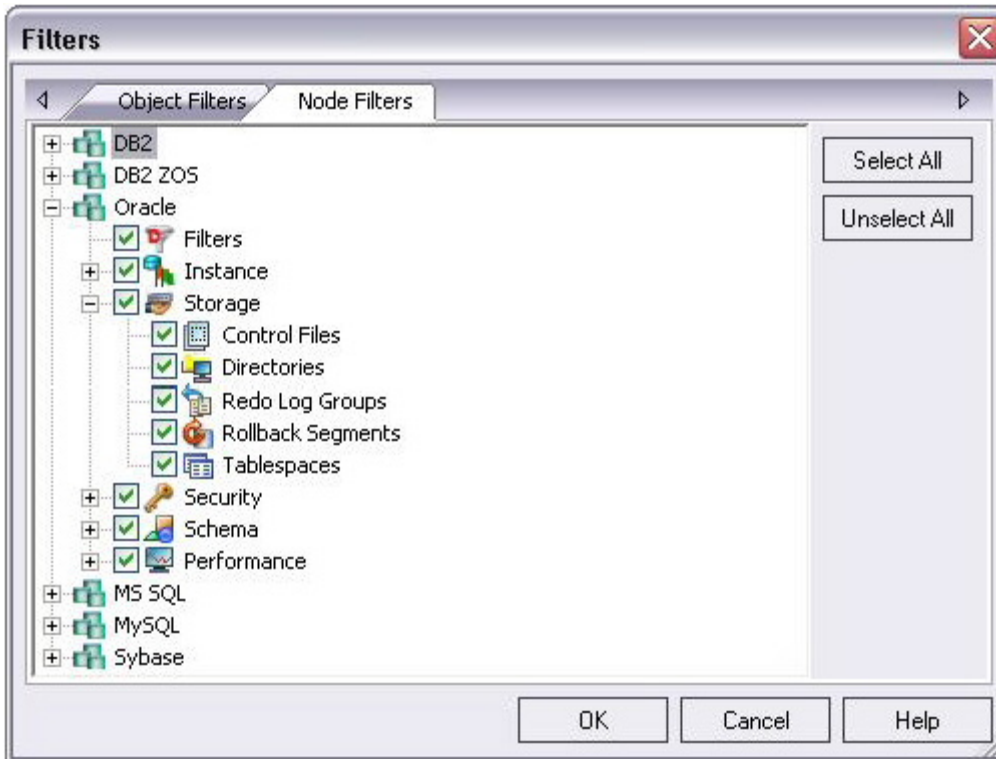 Filters
Object Filters Node Filters
DB2
Select All
DB2 ZOS
Oracle
Unselect All
Filters
Instance
Storage
Control Files
Directories
Redo Log Groups
Rollback Segments
Tablespaces
Security
Schema
Performance
MS SQL
MySQL
Sybase
OK Cancel Help